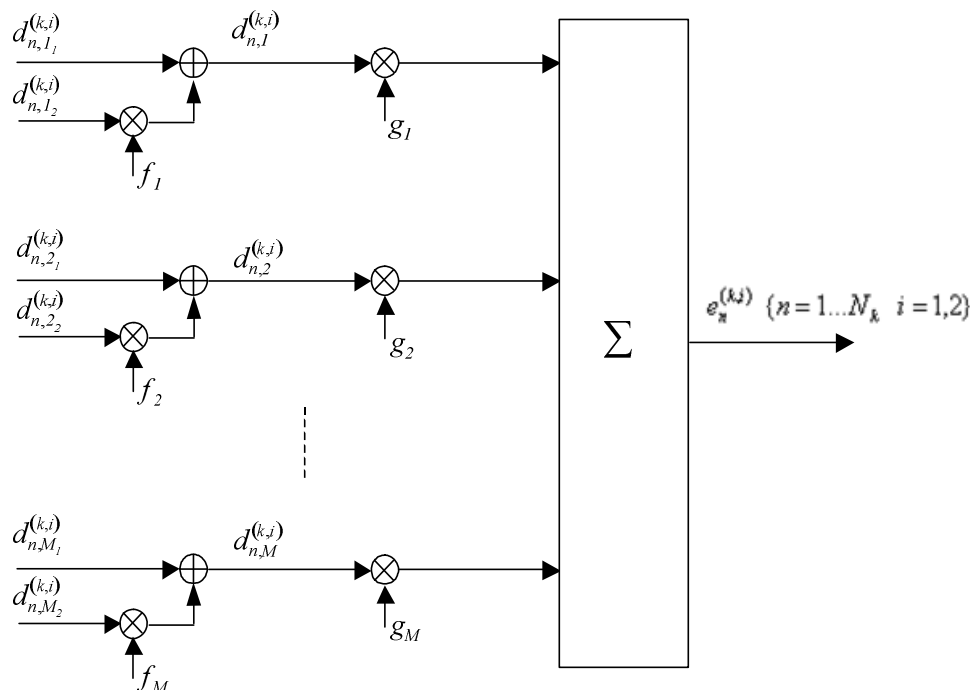 d_{n,1_1}^{(k,i)}
d_{n,1}^{(k,i)}
d_{n,1_2}^{(k,i)}
g_1
f_1
d_{n,2_1}^{(k,i)}
d_{n,2}^{(k,i)}
d_{n,2_2}^{(k,i)}
g_2
f_2
Σ
e_n^{(k,i)} {n = 1...N_k i = 1,2}
d_{n,M_1}^{(k,i)}
d_{n,M}^{(k,i)}
d_{n,M_2}^{(k,i)}
g_M
f_M